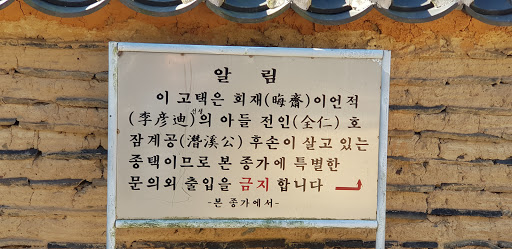 알 림
이 고택은 회재(晦齋)이언적
(李彦迪)선생의 아들 전인(全仁) 호
잠계공(潛溪公) 후손이 살고 있는
종택이므로 본 종가에 특별한
문의외 출입을 금지 합니다
-본 종가에서-